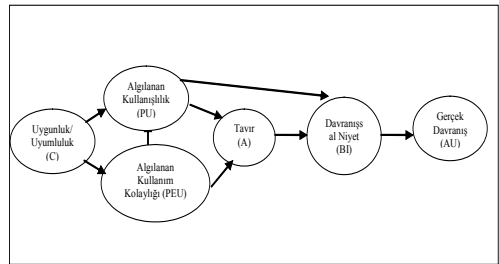 Uygunluk/
Uyumluluk
(C)
Algılanan
Kullanışlılık
(PU)
Algılanan
Kullanım
Kolaylığı (PEU)
Tavır
(A)
Davranışs
al Niyet
(BI)
Gerçek
Davranış
(AU)